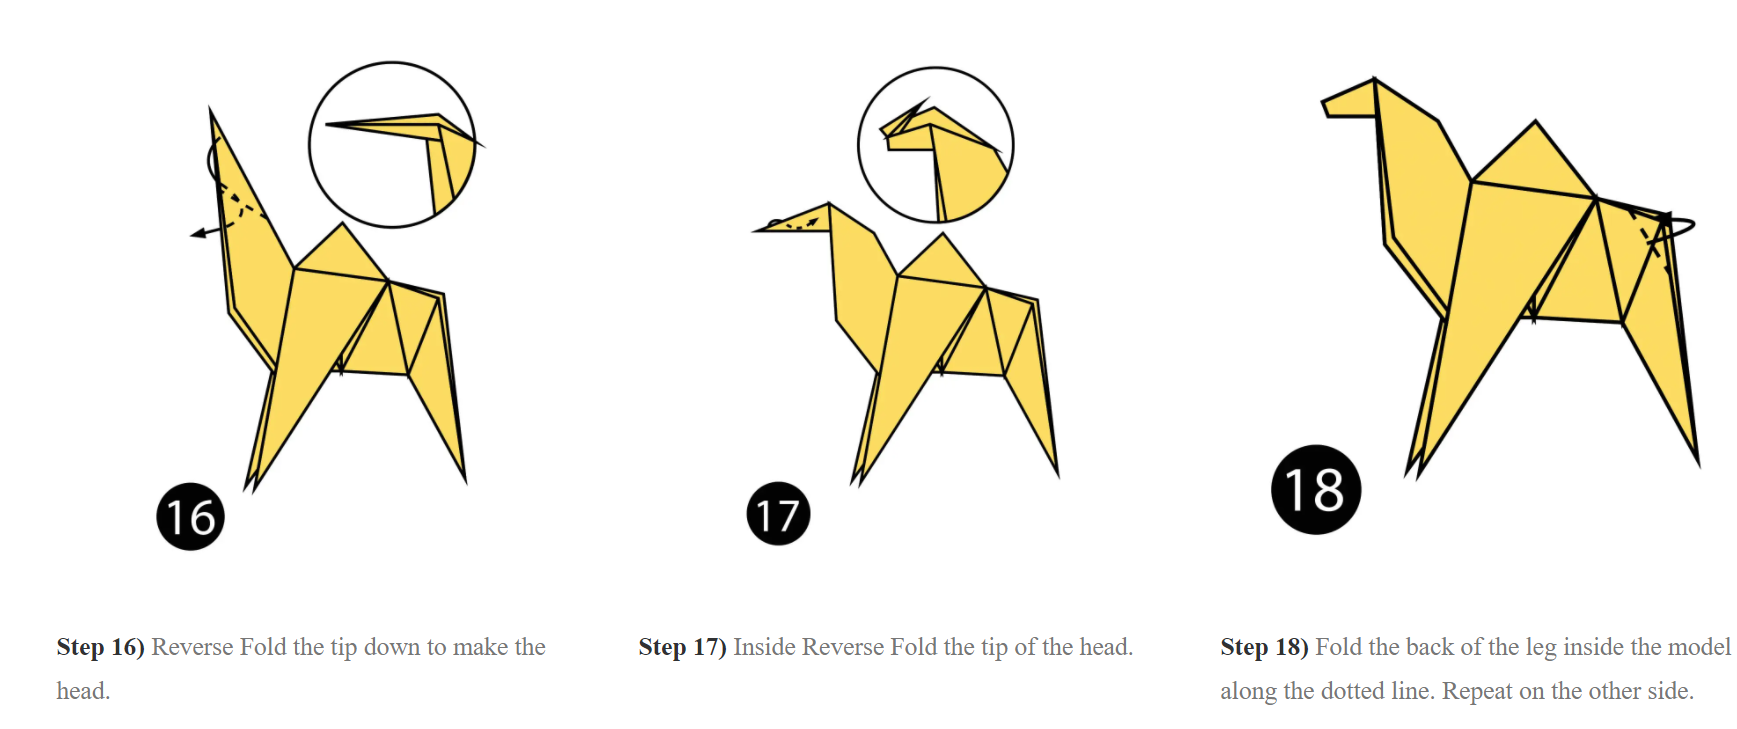 16
17
18
Step 16) Reverse Fold the tip down to make the
head.
Step 17) Inside Reverse Fold the tip of the head.
Step 18) Fold the back of the leg inside the model
along the dotted line. Repeat on the other side.